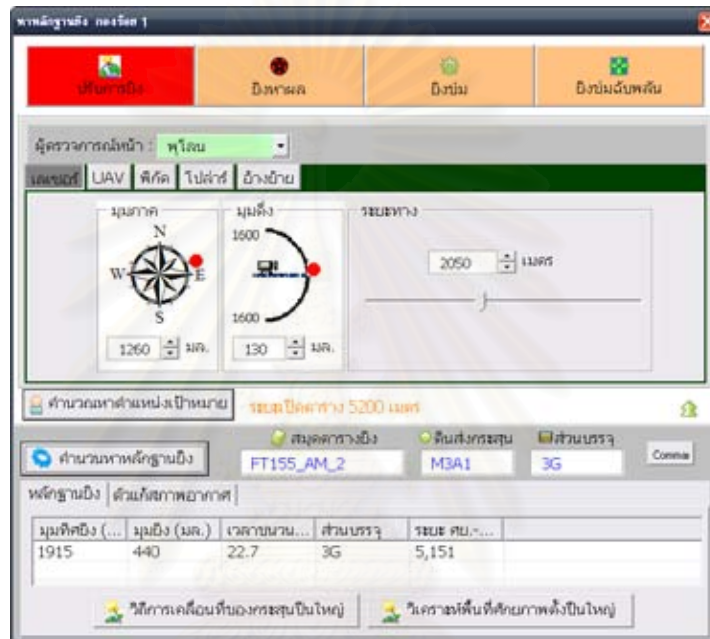 หาหลักฐานยิง กองร้อย 1
ปรับการยิง ยิงหาผล ยิงข่ม ยิงข่มฉับพลัน
ผู้ตรวจการณ์หน้า : พุโลน
เลเซอร์ UAV พิกัด โปล่าร์ อ้างย้าย
มุมภาค มุมดิ่ง ระยะทาง
N 1600
W E 2050 เมตร
S 1600
1260 มล. 130 มล.
คำนวณหาตำแหน่งเป้าหมาย ระยะปิดตาราง 5200 เมตร
สมุดตารางยิง ดินส่งกระสุน ส่วนบรรจุ
คำนวนหาหลักฐานยิง FT155_AM_2 M3A1 3G
หลักฐานยิง ตัวแก้สภาพอากาศ
มุมทิศยิง (... มุมยิง (มล.) เวลาชนวน... ส่วนบรรจุ ระยะ ศย.-...
1915 440 22.7 3G 5,151
วิถีการเคลื่อนที่ของกระสุนปืนใหญ่ วิเคราะห์พื้นที่ศักยภาพตั้งปืนใหญ่